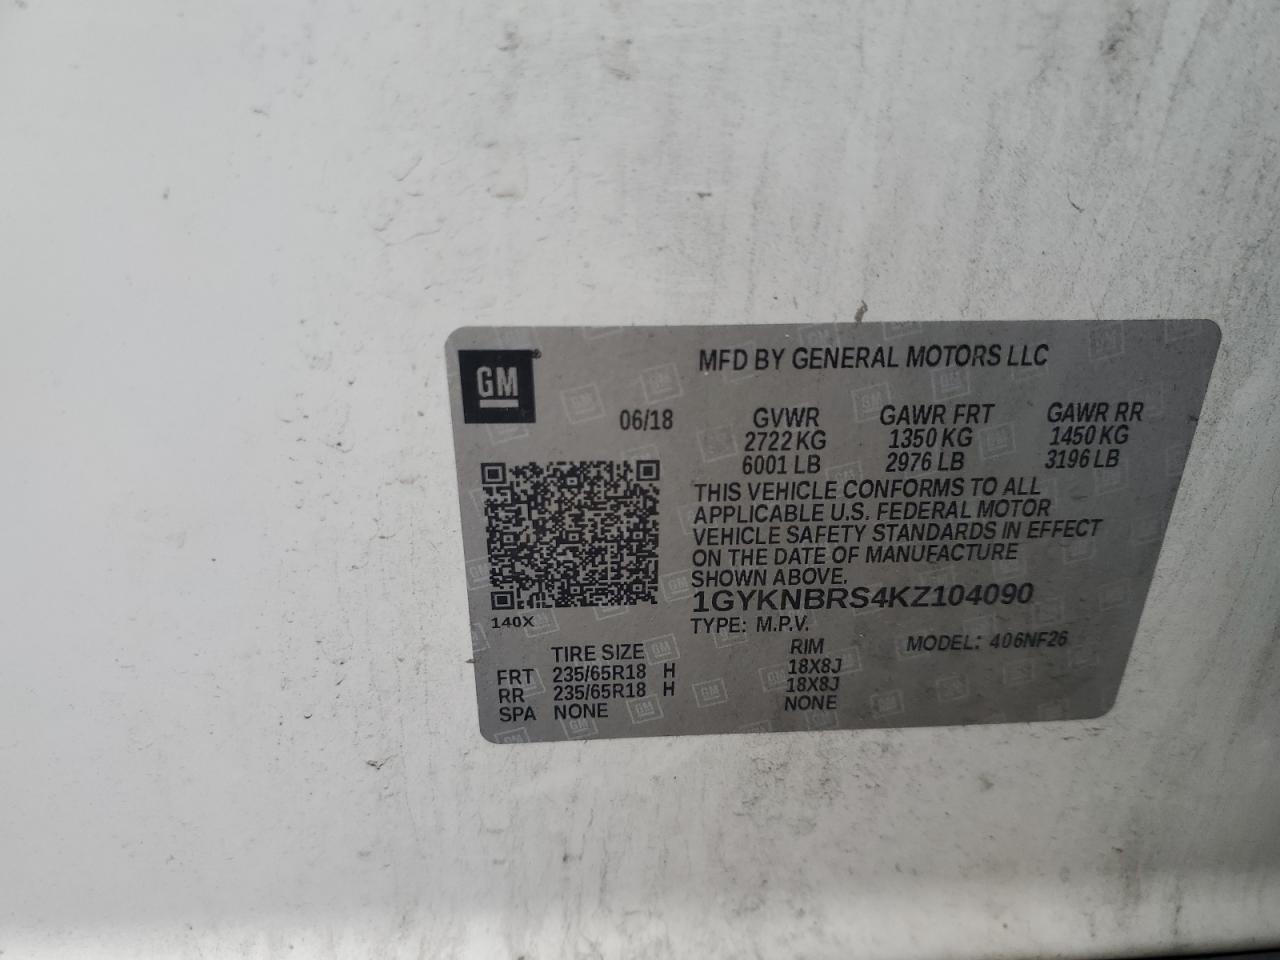 GM®
MFD BY GENERAL MOTORS LLC
06/18 GVWR GAWR FRT GAWR RR
2722 KG 1350 KG 1450 KG
6001 LB 2976 LB 3196 LB
THIS VEHICLE CONFORMS TO ALL
APPLICABLE U.S. FEDERAL MOTOR
VEHICLE SAFETY STANDARDS IN EFFECT
ON THE DATE OF MANUFACTURE
SHOWN ABOVE.
1GYKNBRS4KZ104090
140X
TYPE: M.P.V. MODEL: 406NF26
TIRE SIZE RIM
FRT 235/65R18 H 18X8J
RR 235/65R18 H 18X8J
SPA NONE NONE